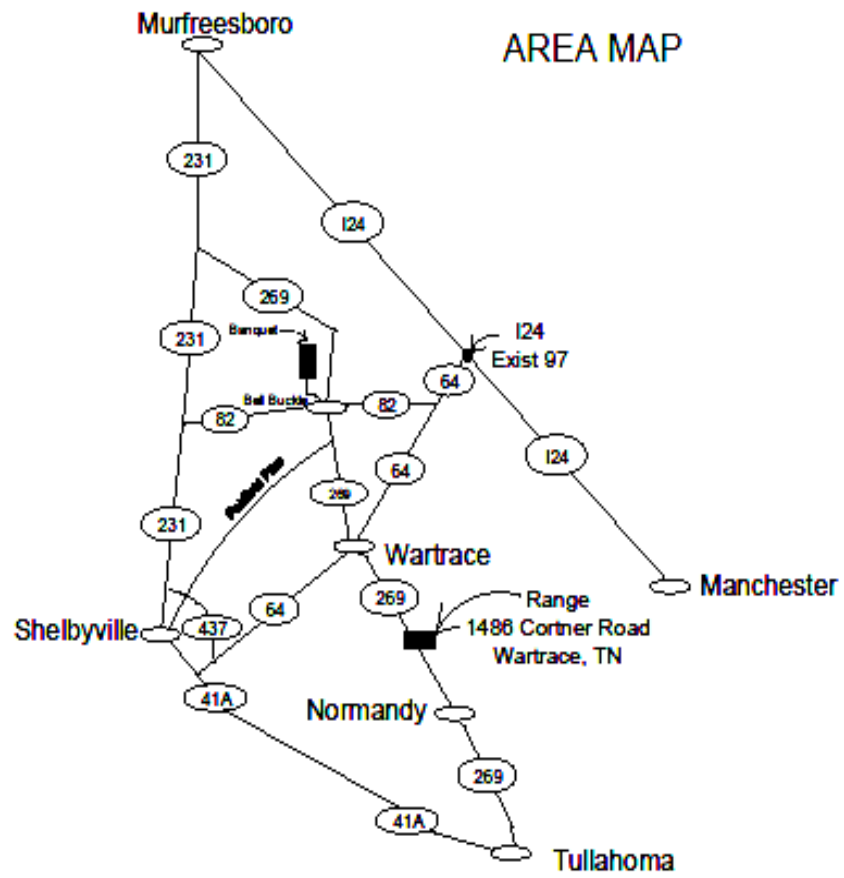 Murfreesboro
AREA MAP
231
I24
269
Banquet
231
I24
Exist 97
64
Bell Buckle
82
82
64
I24
269
231
Wartrace
Manchester
269
Range
64
1486 Cortner Road
Shelbyville
437
Wartrace, TN
41A
Normandy
269
41A
Tullahoma